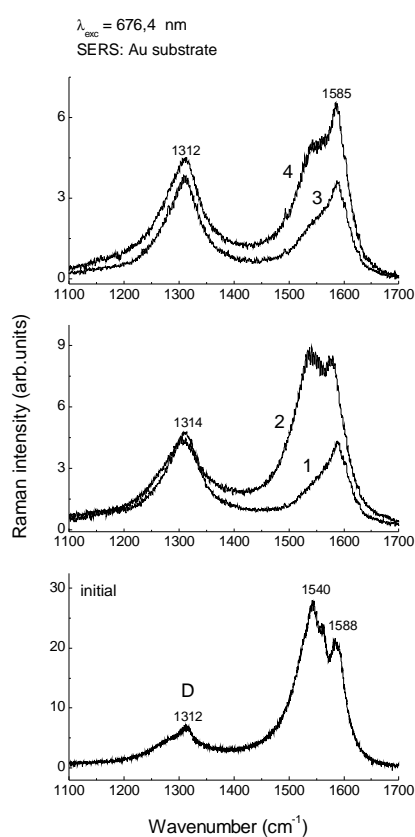 λexc = 676,4 nm
SERS: Au substrate
1585
6
1312
4
3
3
0
1100 1200 1300 1400 1500 1600 1700
9
6
1314
2
3
1
0
1100 1200 1300 1400 1500 1600 1700
30
initial
1540
20
1588
D
10
1312
0
1100 1200 1300 1400 1500 1600 1700
Raman intensity (arb.units)
Wavenumber (cm⁻¹)